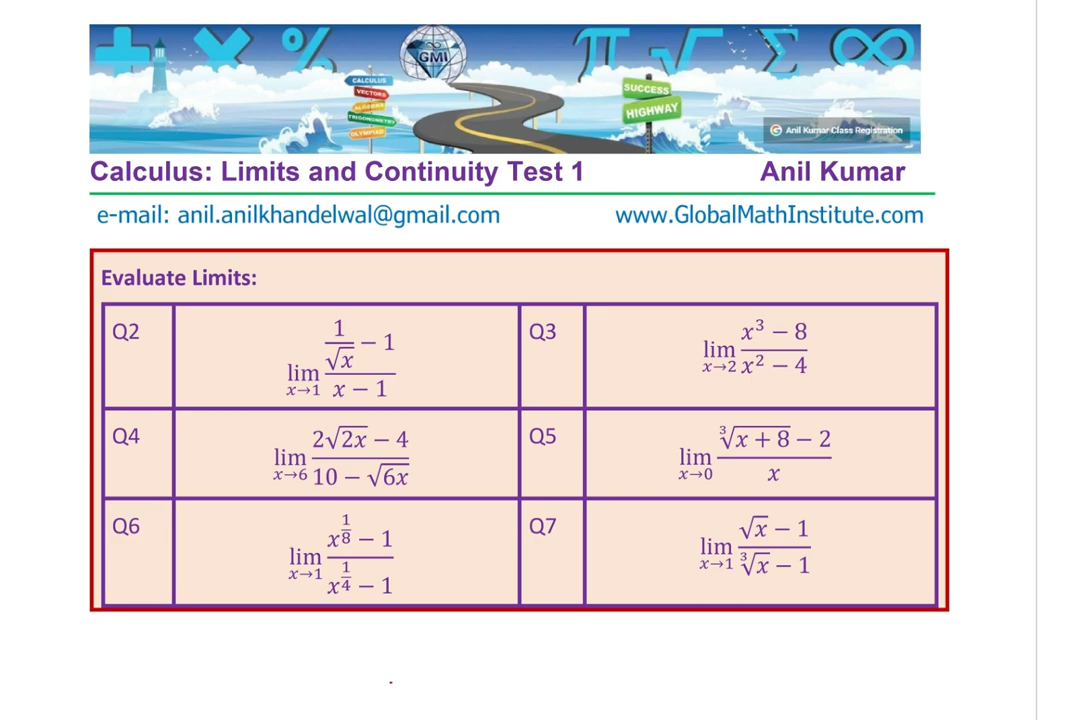 + × % GMI π √ Σ ∞
CALCULUS
VECTORS
ALGEBRA
TRIGONOMETRY
OLYMPIAD
SUCCESS
HIGHWAY
G Anil Kumar Class Registration
Calculus: Limits and Continuity Test 1 Anil Kumar
e-mail: anil.anilkhandelwal@gmail.com www.GlobalMathInstitute.com
Evaluate Limits:
Q2 lim x→1 (1/√x − 1)/(x − 1) Q3 lim x→2 (x³ − 8)/(x² − 4)
Q4 lim x→6 (2√(2x) − 4)/(10 − √(6x)) Q5 lim x→0 (∛(x + 8) − 2)/x
Q6 lim x→1 (x^(1/8) − 1)/(x^(1/4) − 1) Q7 lim x→1 (√x − 1)/(∛x − 1)